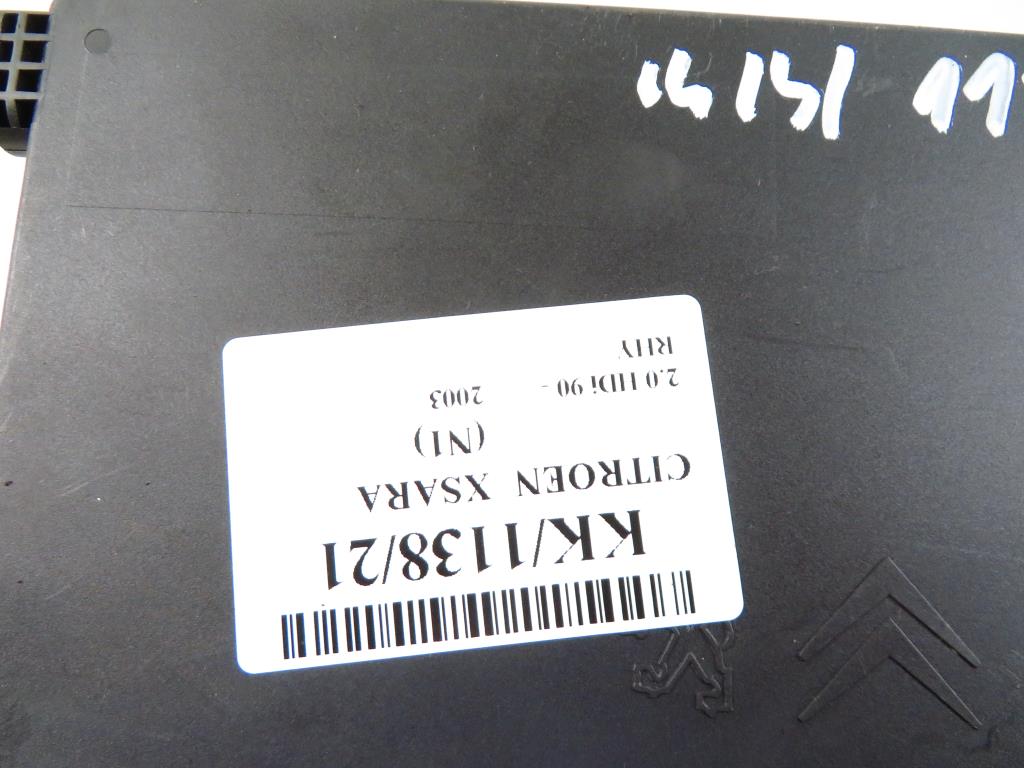 KK/1138/21
CITROEN XSARA
(N1)
2.0 HDi 90 - 2003
RHY